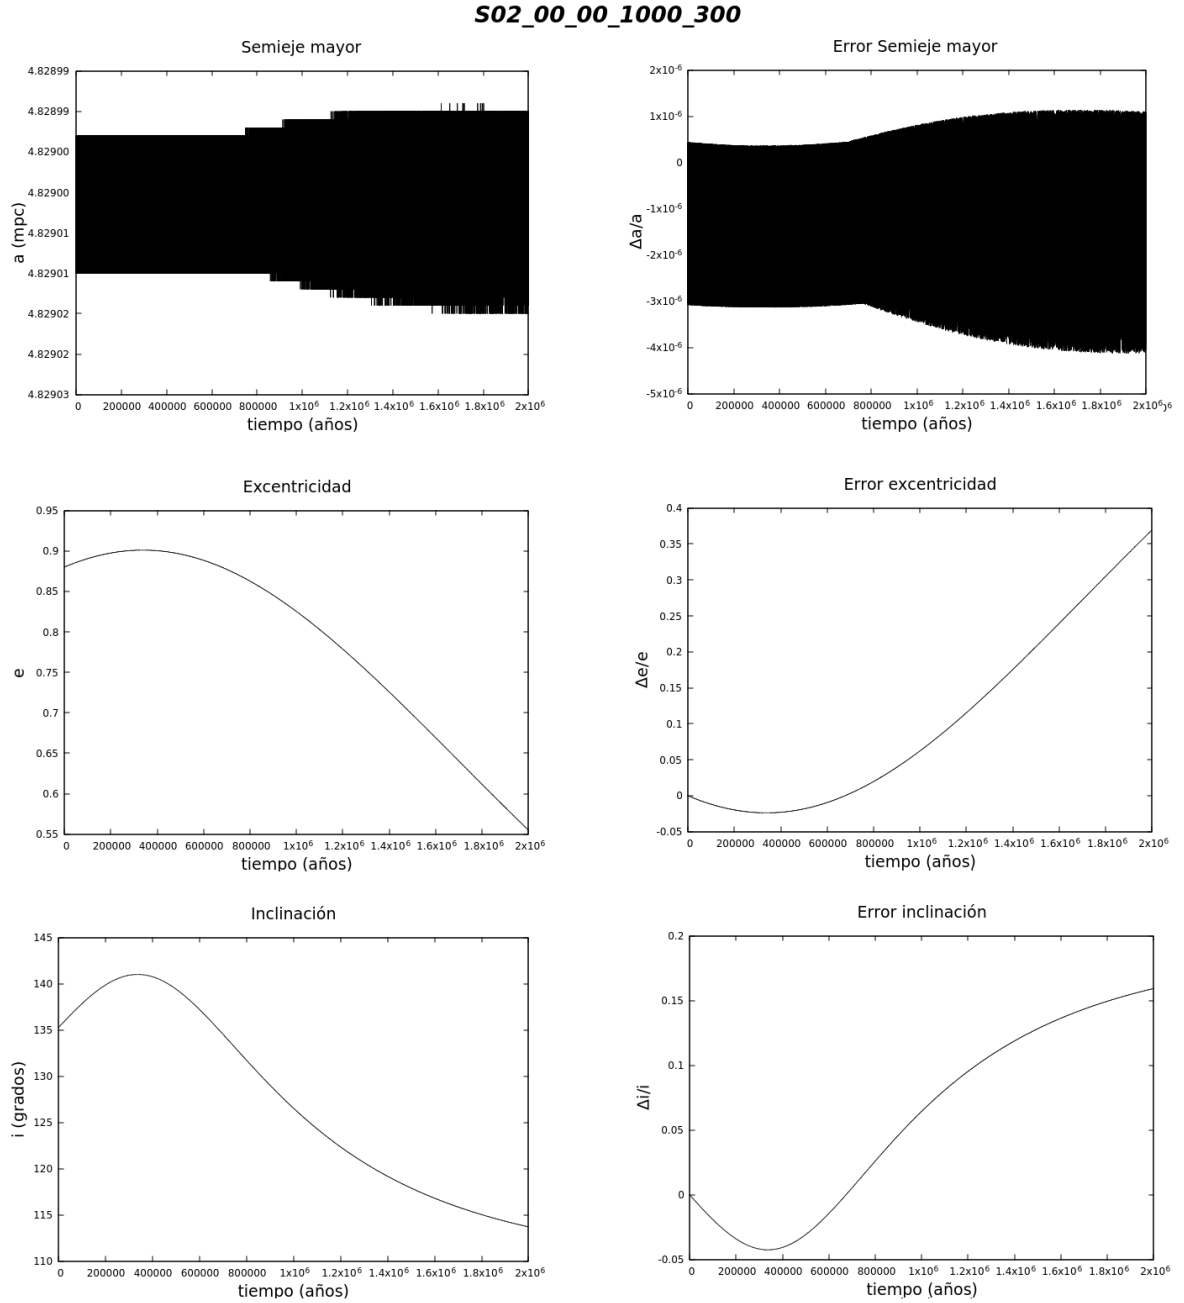 S02_00_00_1000_300
Semieje mayor
4.82899
4.82899
4.82900
4.82900
4.82901
4.82901
4.82902
4.82902
4.82903
a (mpc)
0 200000 400000 600000 800000 1x10⁶ 1.2x10⁶ 1.4x10⁶ 1.6x10⁶ 1.8x10⁶ 2x10⁶
tiempo (años)
Error Semieje mayor
2x10⁻⁶
1x10⁻⁶
0
-1x10⁻⁶
-2x10⁻⁶
-3x10⁻⁶
-4x10⁻⁶
-5x10⁻⁶
Δa/a
0 200000 400000 600000 800000 1x10⁶ 1.2x10⁶ 1.4x10⁶ 1.6x10⁶ 1.8x10⁶ 2x10⁶
tiempo (años)
Excentricidad
0.95
0.9
0.85
0.8
0.75
0.7
0.65
0.6
0.55
e
0 200000 400000 600000 800000 1x10⁶ 1.2x10⁶ 1.4x10⁶ 1.6x10⁶ 1.8x10⁶ 2x10⁶
tiempo (años)
Error excentricidad
0.4
0.35
0.3
0.25
0.2
0.15
0.1
0.05
0
-0.05
Δe/e
0 200000 400000 600000 800000 1x10⁶ 1.2x10⁶ 1.4x10⁶ 1.6x10⁶ 1.8x10⁶ 2x10⁶
tiempo (años)
Inclinación
145
140
135
130
125
120
115
110
i (grados)
0 200000 400000 600000 800000 1x10⁶ 1.2x10⁶ 1.4x10⁶ 1.6x10⁶ 1.8x10⁶ 2x10⁶
tiempo (años)
Error inclinación
0.2
0.15
0.1
0.05
0
-0.05
Δi/i
0 200000 400000 600000 800000 1x10⁶ 1.2x10⁶ 1.4x10⁶ 1.6x10⁶ 1.8x10⁶ 2x10⁶
tiempo (años)